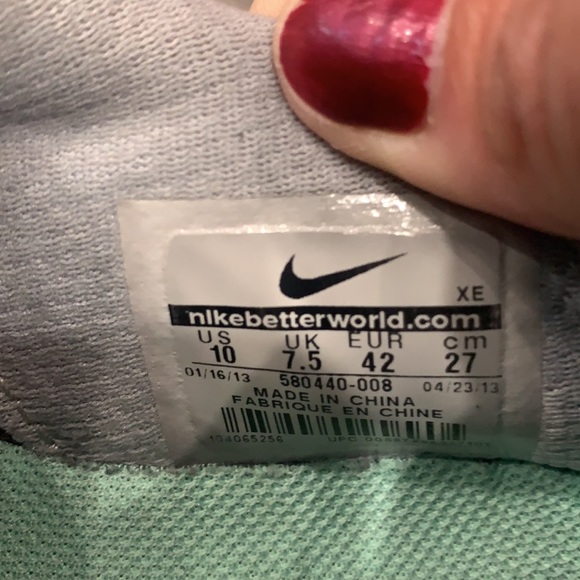 XE
nikebetterworld.com
US UK EUR cm
10 7.5 42 27
01/16/13 580440-008 04/23/13
MADE IN CHINA
FABRIQUE EN CHINE
UPC